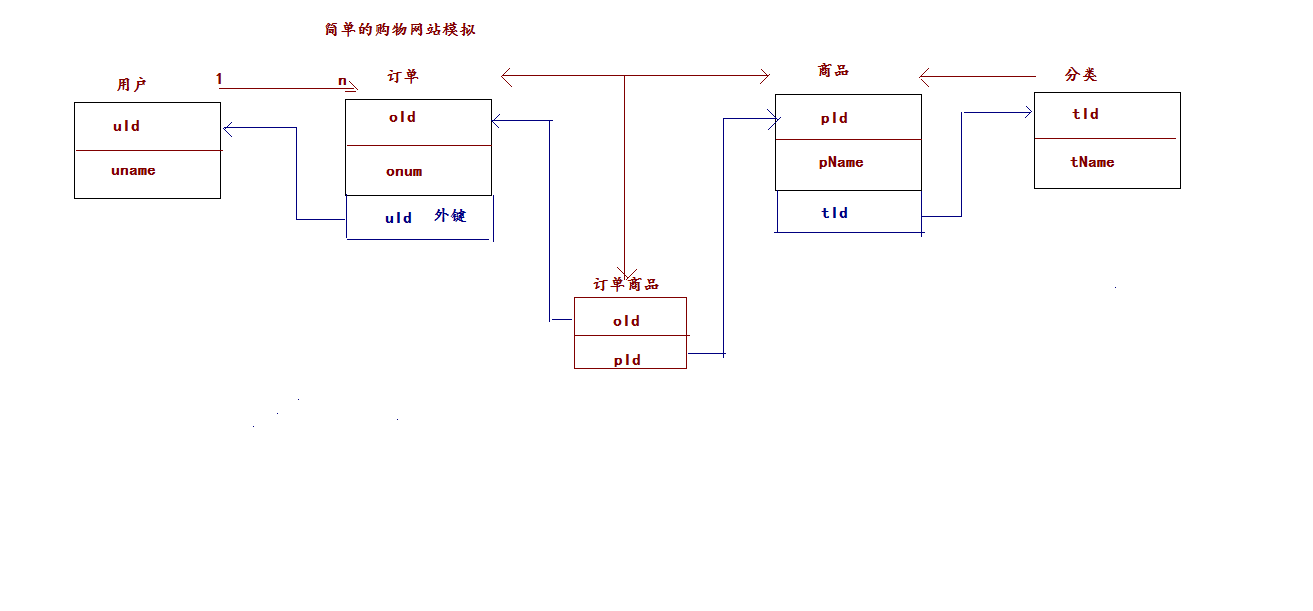 简单的购物网站模拟
用户
1
n
订单
商品
分类
uId
uname
oId
onum
uId 外键
pId
pName
tId
tId
tName
订单商品
oId
pId